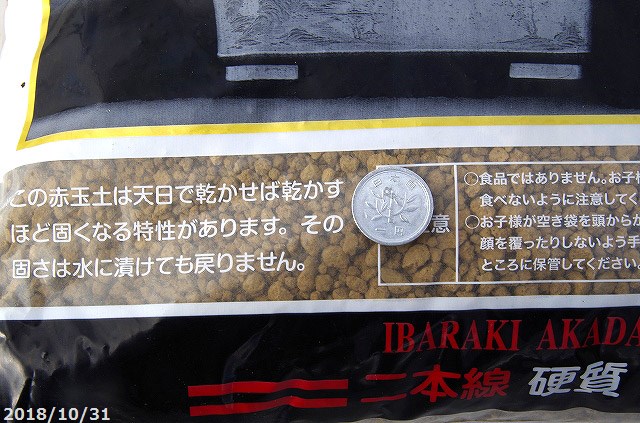 この赤玉土は天日で乾かせば乾かす
ほど固くなる特性があります。その
固さは水に漬けても戻りません。
日本国
一円
意
○食品ではありません。お子様
食べないように注意してく
○お子様が空き袋を頭から
顔を覆ったりしないよう手
ところに保管してください。
IBARAKI AKADA
二本線 硬質
2018/10/31